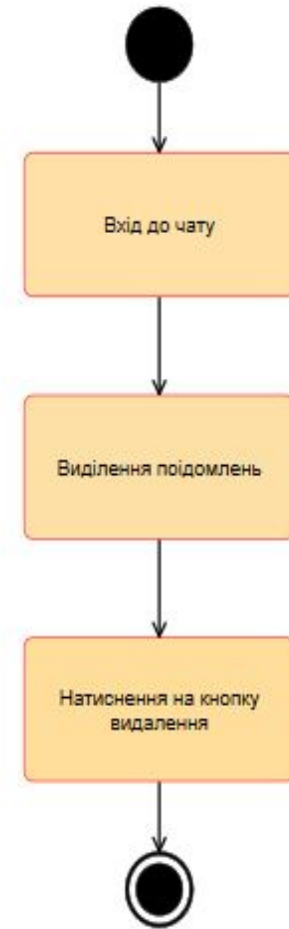 Вхід до чату
Виділення поідомлень
Натиснення на кнопку
видалення